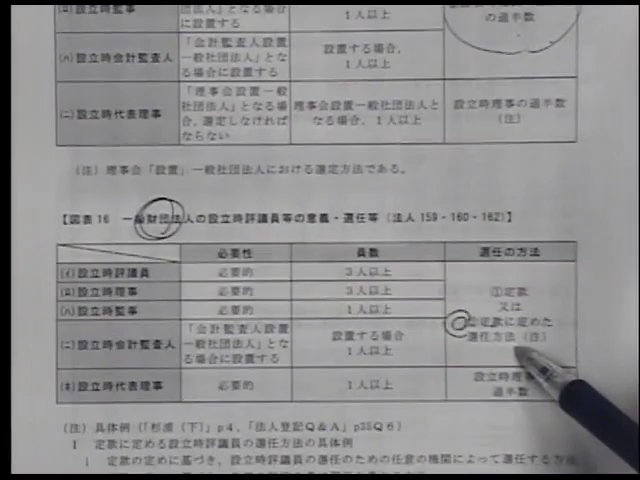 (ロ)設立時監事
社団法人」となる場合
に設置する
1人以上
の過半数
(ハ)設立時会計監査人
「会計監査人設置
一般社団法人」とな
る場合に設置する
設置する場合,
1人以上
(ニ)設立時代表理事
「理事会設置一般
社団法人」となる場
合,選定しなければ
ならない
理事会設置一般社団法人と
なる場合,1人以上
設立時理事の過半数
(注)
(注)理事会「設置」一般社団法人における選定方法である。
【図表16 一般財団法人の設立時評議員等の意義・選任等(法人159・160・162)】
必要性 員数 選任の方法
(イ)設立時評議員 必要的 3人以上
(ロ)設立時理事 必要的 3人以上
(ハ)設立時監事 必要的 1人以上
①定款
又は
②定款に定めた
選任方法(注)
(ニ)設立時会計監査人
「会計監査人設置
一般財団法人」とな
る場合に設置する
設置する場合
1人以上
(ホ)設立時代表理事 必要的 1人以上
設立時理
過半数
(注)具体例(「杉浦(下)」p4,「法人登記Q&A」p35Q6)
1 定款に定める設立時評議員の選任方法の具体例
i 定款の定めに基づき,設立時評議員の選任のための任意の機関によって選任する方法